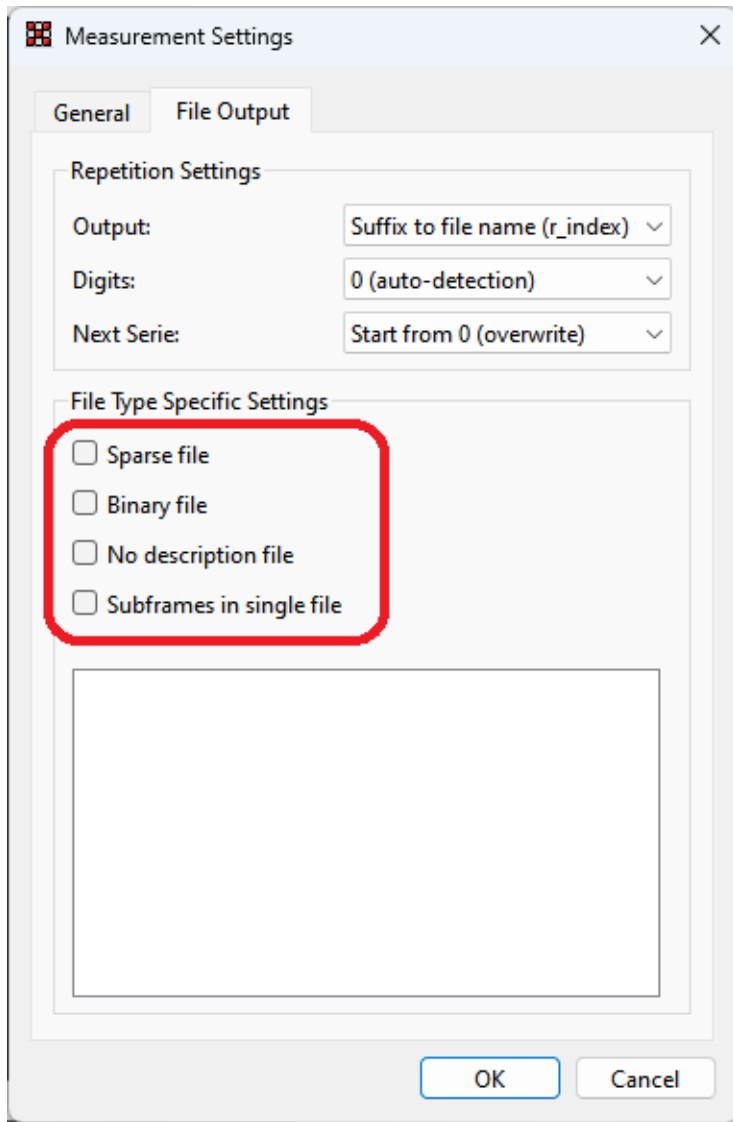 Measurement Settings
General File Output
Repetition Settings
Output: Suffix to file name (r_index)
Digits: 0 (auto-detection)
Next Serie: Start from 0 (overwrite)
File Type Specific Settings
Sparse file
Binary file
No description file
Subframes in single file
OK Cancel